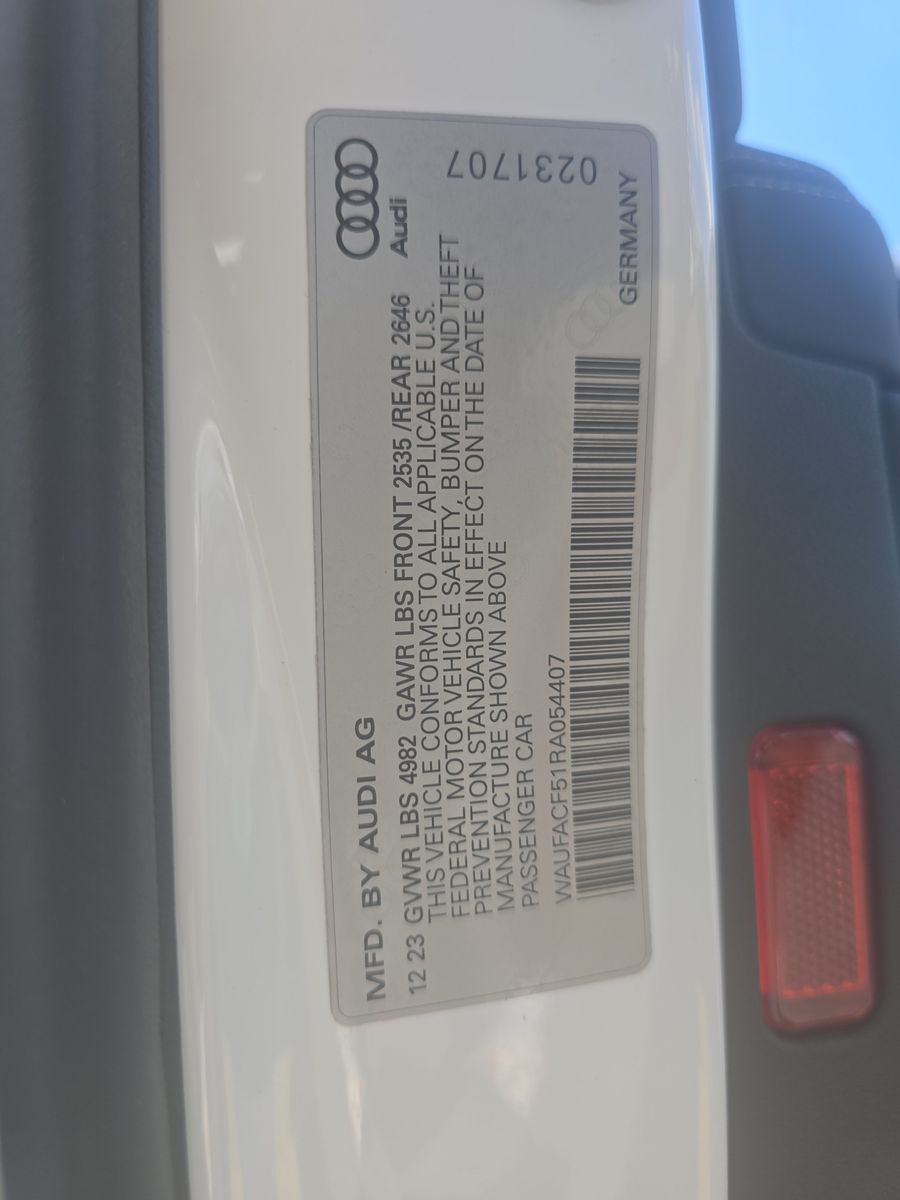 MFD. BY AUDI AG
Audi
12 23 GVWR LBS 4982 GAWR LBS FRONT 2535 /REAR 2646
THIS VEHICLE CONFORMS TO ALL APPLICABLE U.S.
FEDERAL MOTOR VEHICLE SAFETY, BUMPER AND THEFT
PREVENTION STANDARDS IN EFFECT ON THE DATE OF
MANUFACTURE SHOWN ABOVE
PASSENGER CAR
0231707
WAUFACF51RA054407
GERMANY